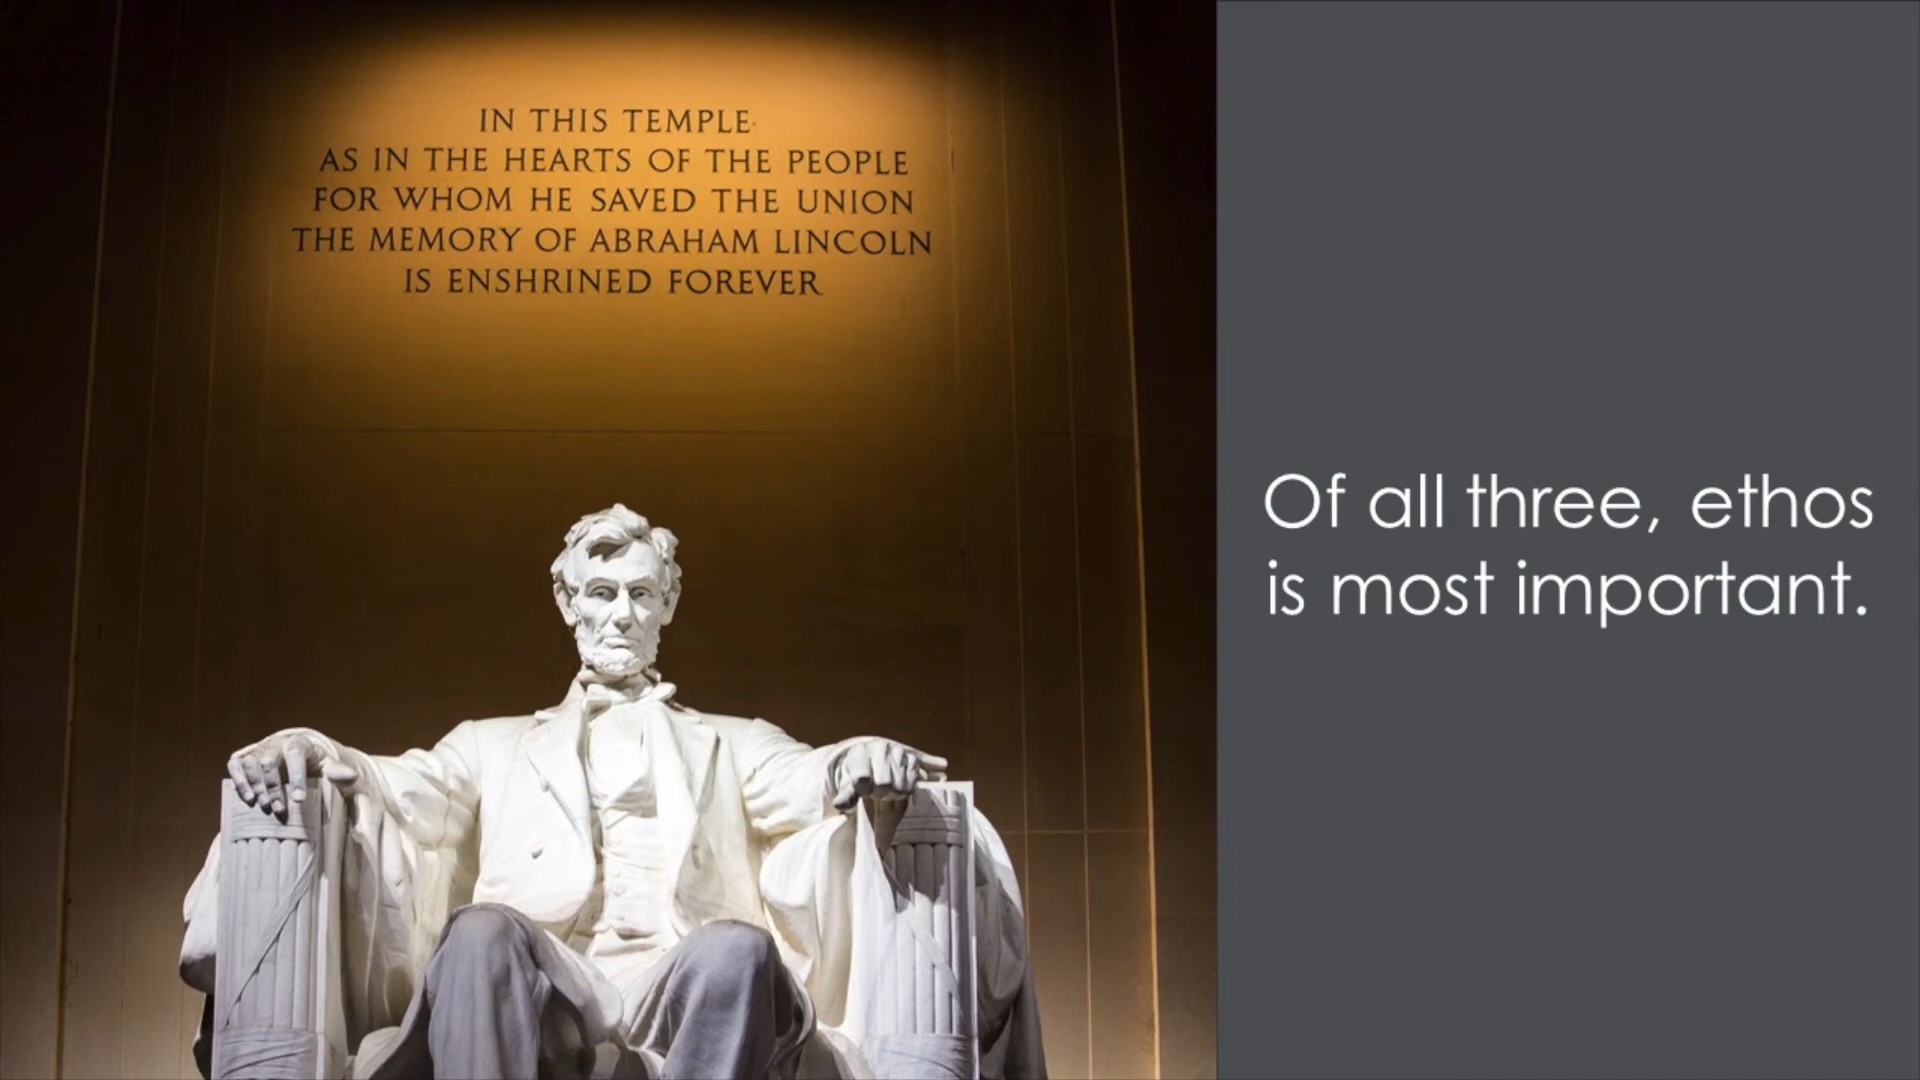 IN THIS TEMPLE
AS IN THE HEARTS OF THE PEOPLE
FOR WHOM HE SAVED THE UNION
THE MEMORY OF ABRAHAM LINCOLN
IS ENSHRINED FOREVER
Of all three, ethos
is most important.